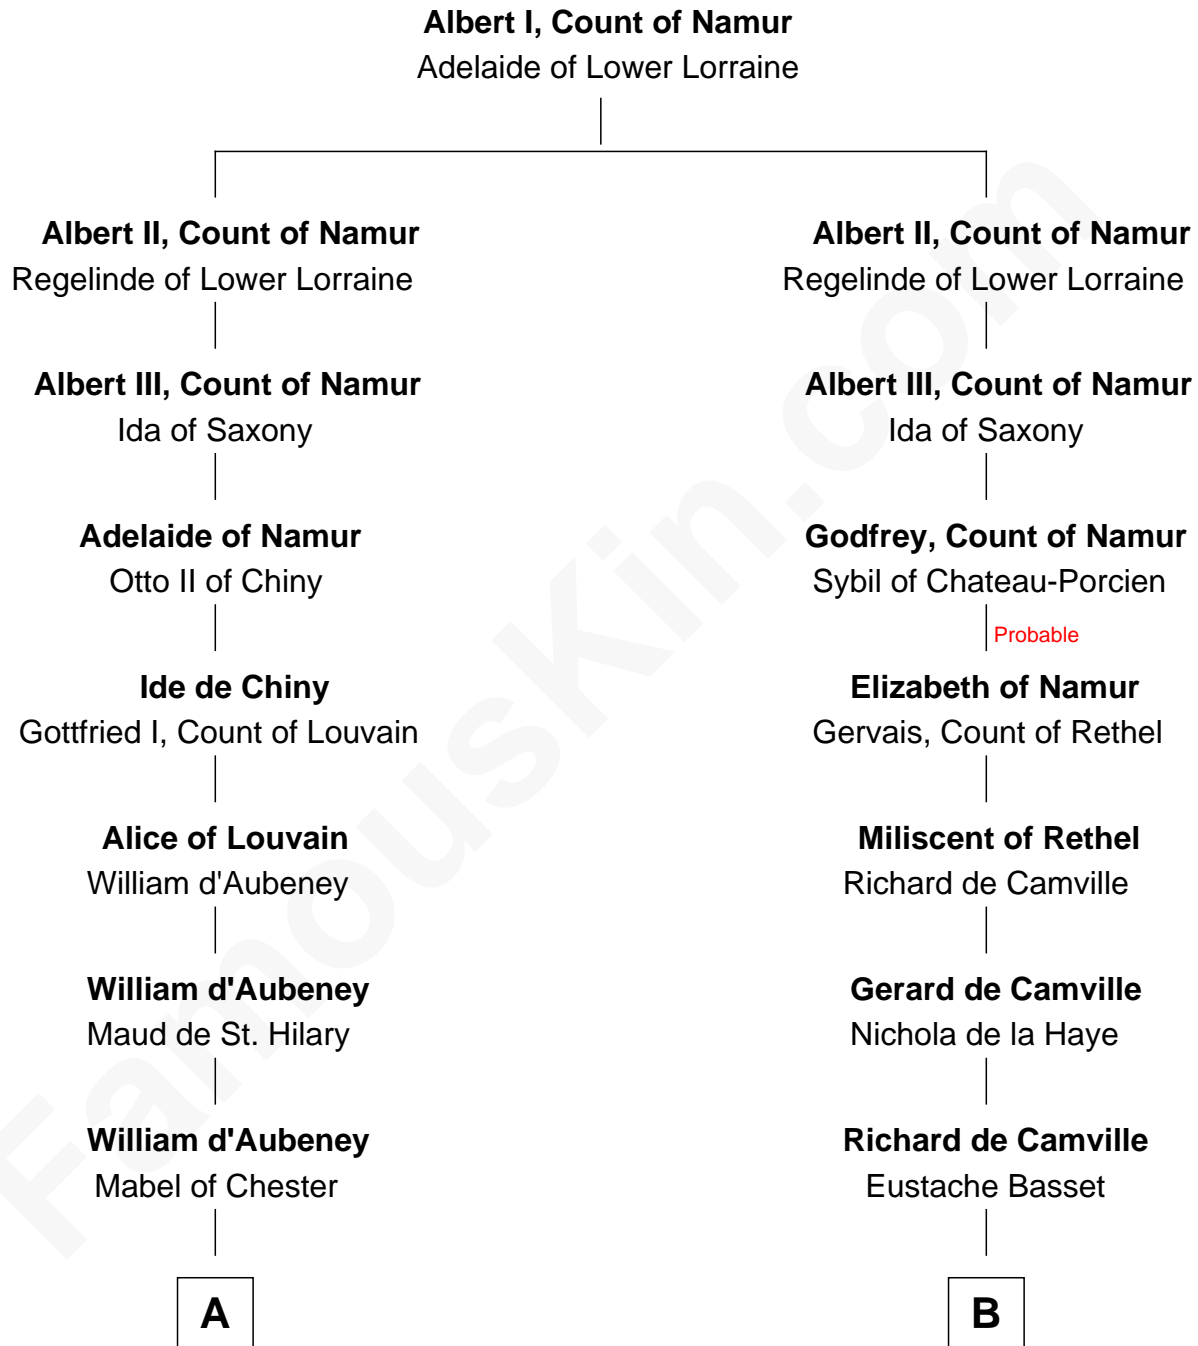 Albert I, Count of Namur
Adelaide of Lower Lorraine
Albert II, Count of Namur
Regelinde of Lower Lorraine
Albert II, Count of Namur
Regelinde of Lower Lorraine
Albert III, Count of Namur
Ida of Saxony
Albert III, Count of Namur
Ida of Saxony
Adelaide of Namur
Otto II of Chiny
Godfrey, Count of Namur
Sybil of Chateau-Porcien
Probable
Ide de Chiny
Gottfried I, Count of Louvain
Elizabeth of Namur
Gervais, Count of Rethel
Alice of Louvain
William d'Aubeney
Miliscent of Rethel
Richard de Camville
William d'Aubeney
Maud de St. Hilary
Gerard de Camville
Nichola de la Haye
William d'Aubeney
Mabel of Chester
Richard de Camville
Eustache Basset
A
B
FamousKin.com